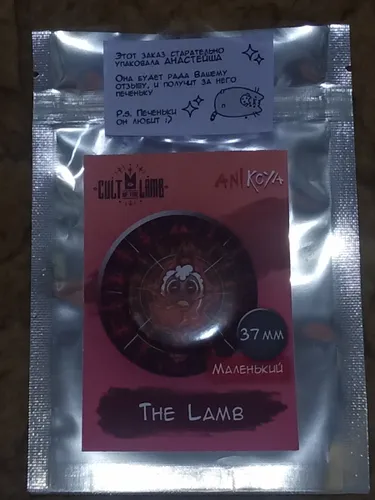 Этот заказ старательно
упаковала АНАСТЕЙША
Она будет рада Вашему
отзыву, и получит за него
печеньку
P.S. Печеньки
он любит :)
CULT OF THE LAMB
ANIKOYA
37 мм
Маленький
The Lamb